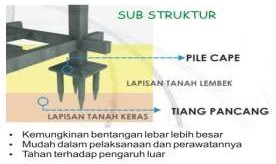 SUB STRUKTUR
PILE CAPE
LAPISAN TANAH LEMBEK
LAPISAN TANAH KERAS
TIANG PANCANG
• Kemungkinan bentangan lebar lebih besar
• Mudah dalam pelaksanaan dan perawatannya
• Tahan terhadap pengaruh luar